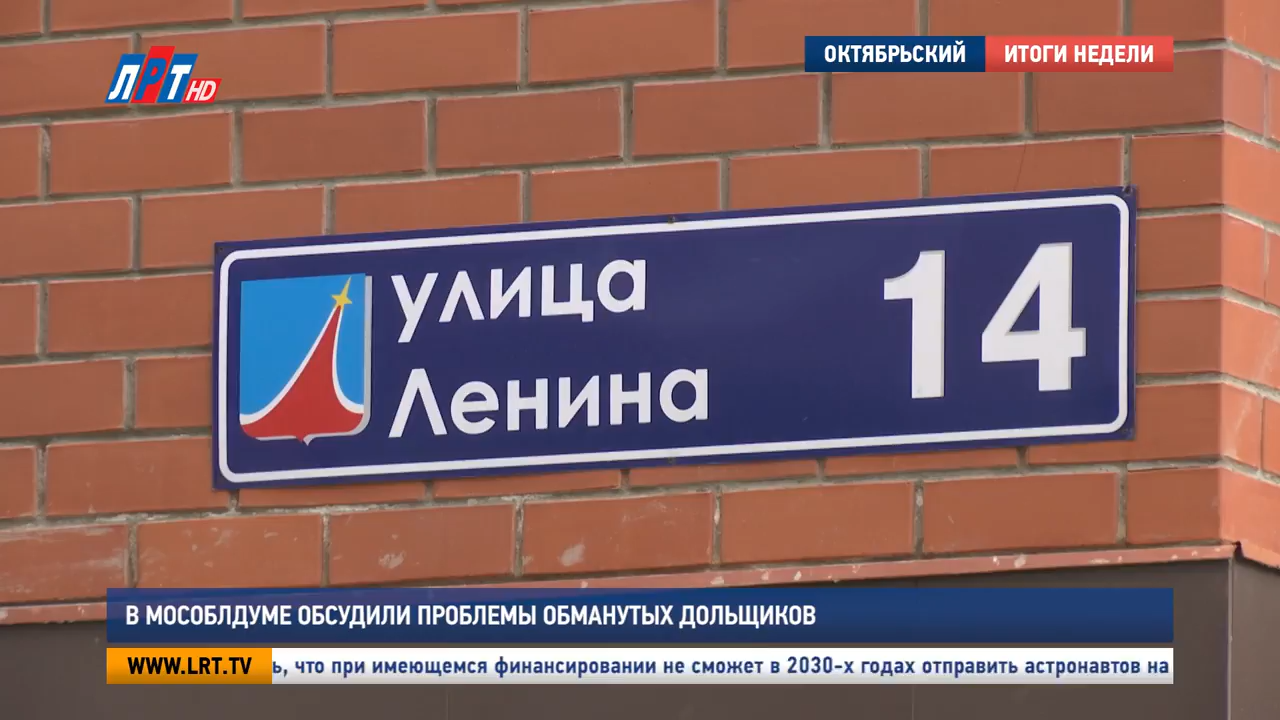 ЛРТ HD
ОКТЯБРЬСКИЙ ИТОГИ НЕДЕЛИ
улица 14
Ленина
В МОСОБЛДУМЕ ОБСУДИЛИ ПРОБЛЕМЫ ОБМАНУТЫХ ДОЛЬЩИКОВ
WWW.LRT.TV ь, что при имеющемся финансировании не сможет в 2030-х годах отправить астронавтов на